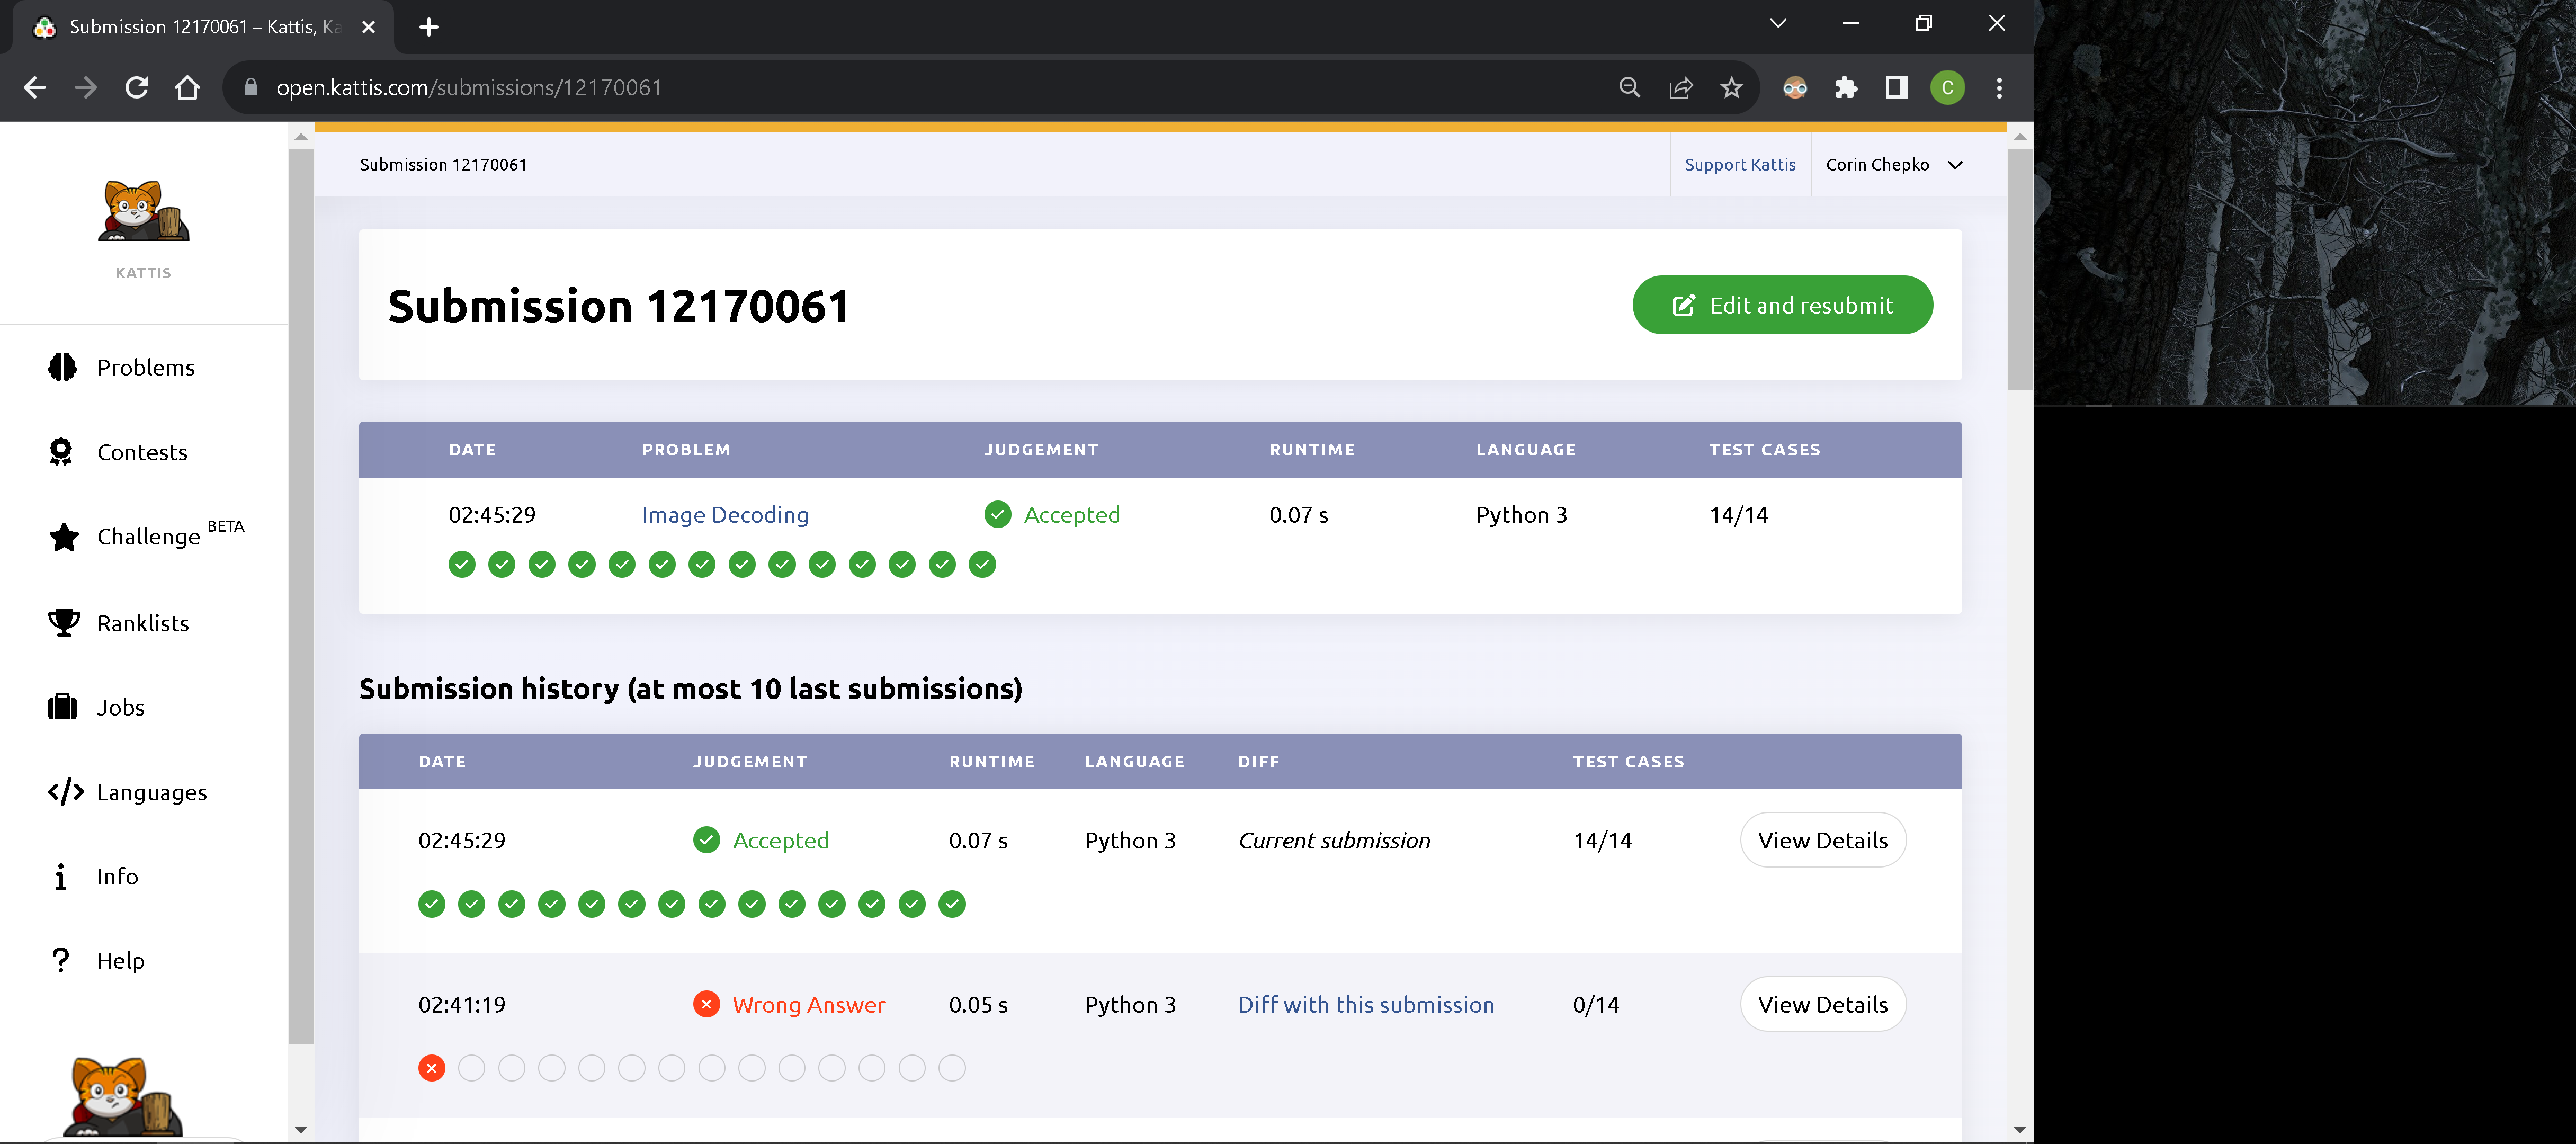 Submission 12170061 – Kattis, Ka
open.kattis.com/submissions/12170061
C
KATTIS
Problems
Contests
Challenge BETA
Ranklists
Jobs
Languages
Info
Help
Submission 12170061
Support Kattis
Corin Chepko
Submission 12170061
Edit and resubmit
DATE PROBLEM JUDGEMENT RUNTIME LANGUAGE TEST CASES
02:45:29 Image Decoding Accepted 0.07 s Python 3 14/14
Submission history (at most 10 last submissions)
DATE JUDGEMENT RUNTIME LANGUAGE DIFF TEST CASES
02:45:29 Accepted 0.07 s Python 3 Current submission 14/14 View Details
02:41:19 Wrong Answer 0.05 s Python 3 Diff with this submission 0/14 View Details